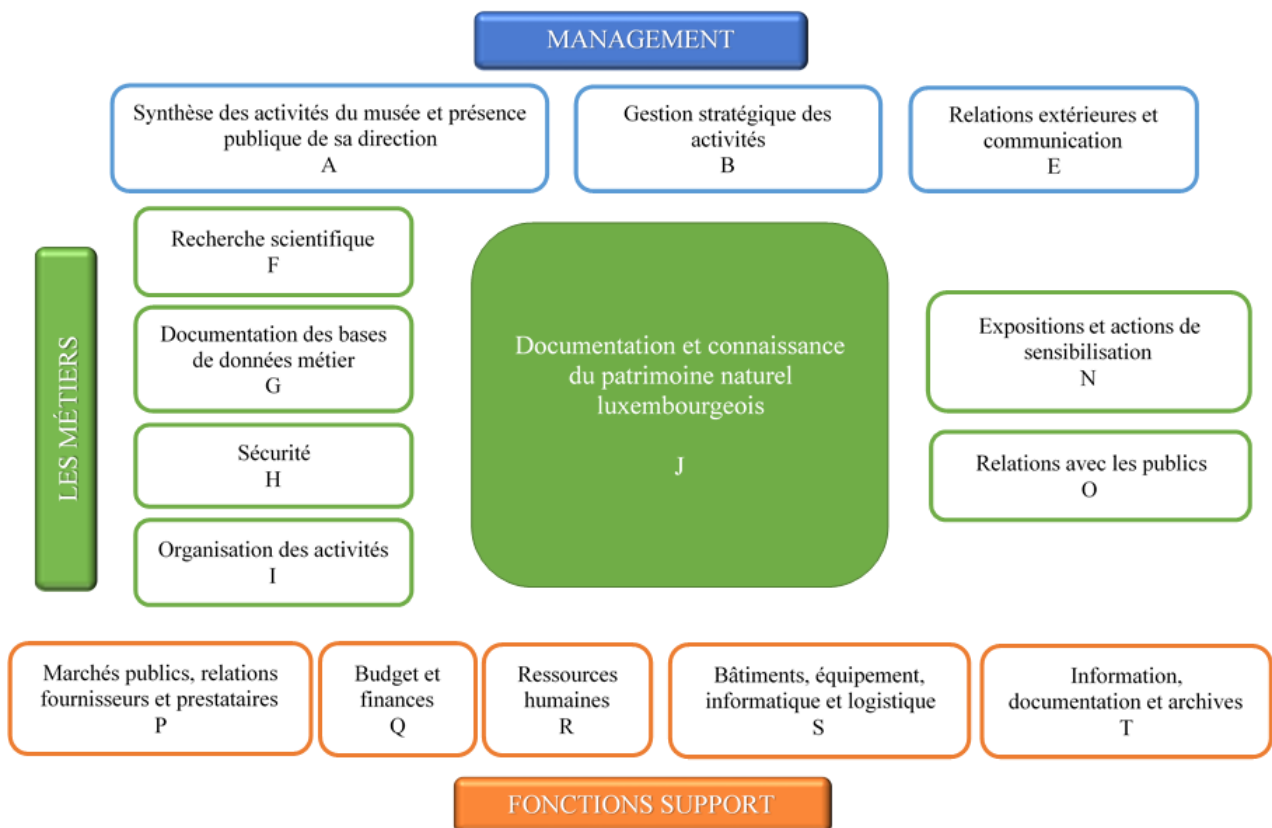 MANAGEMENT
Synthèse des activités du musée et présence
publique de sa direction
A
Gestion stratégique des
activités
B
Relations extérieures et
communication
E
LES MÉTIERS
Recherche scientifique
F
Documentation des bases
de données métier
G
Sécurité
H
Organisation des activités
I
Documentation et connaissance
du patrimoine naturel
luxembourgeois
J
Expositions et actions de
sensibilisation
N
Relations avec les publics
O
Marchés publics, relations
fournisseurs et prestataires
P
Budget et
finances
Q
Ressources
humaines
R
Bâtiments, équipement,
informatique et logistique
S
Information,
documentation et archives
T
FONCTIONS SUPPORT